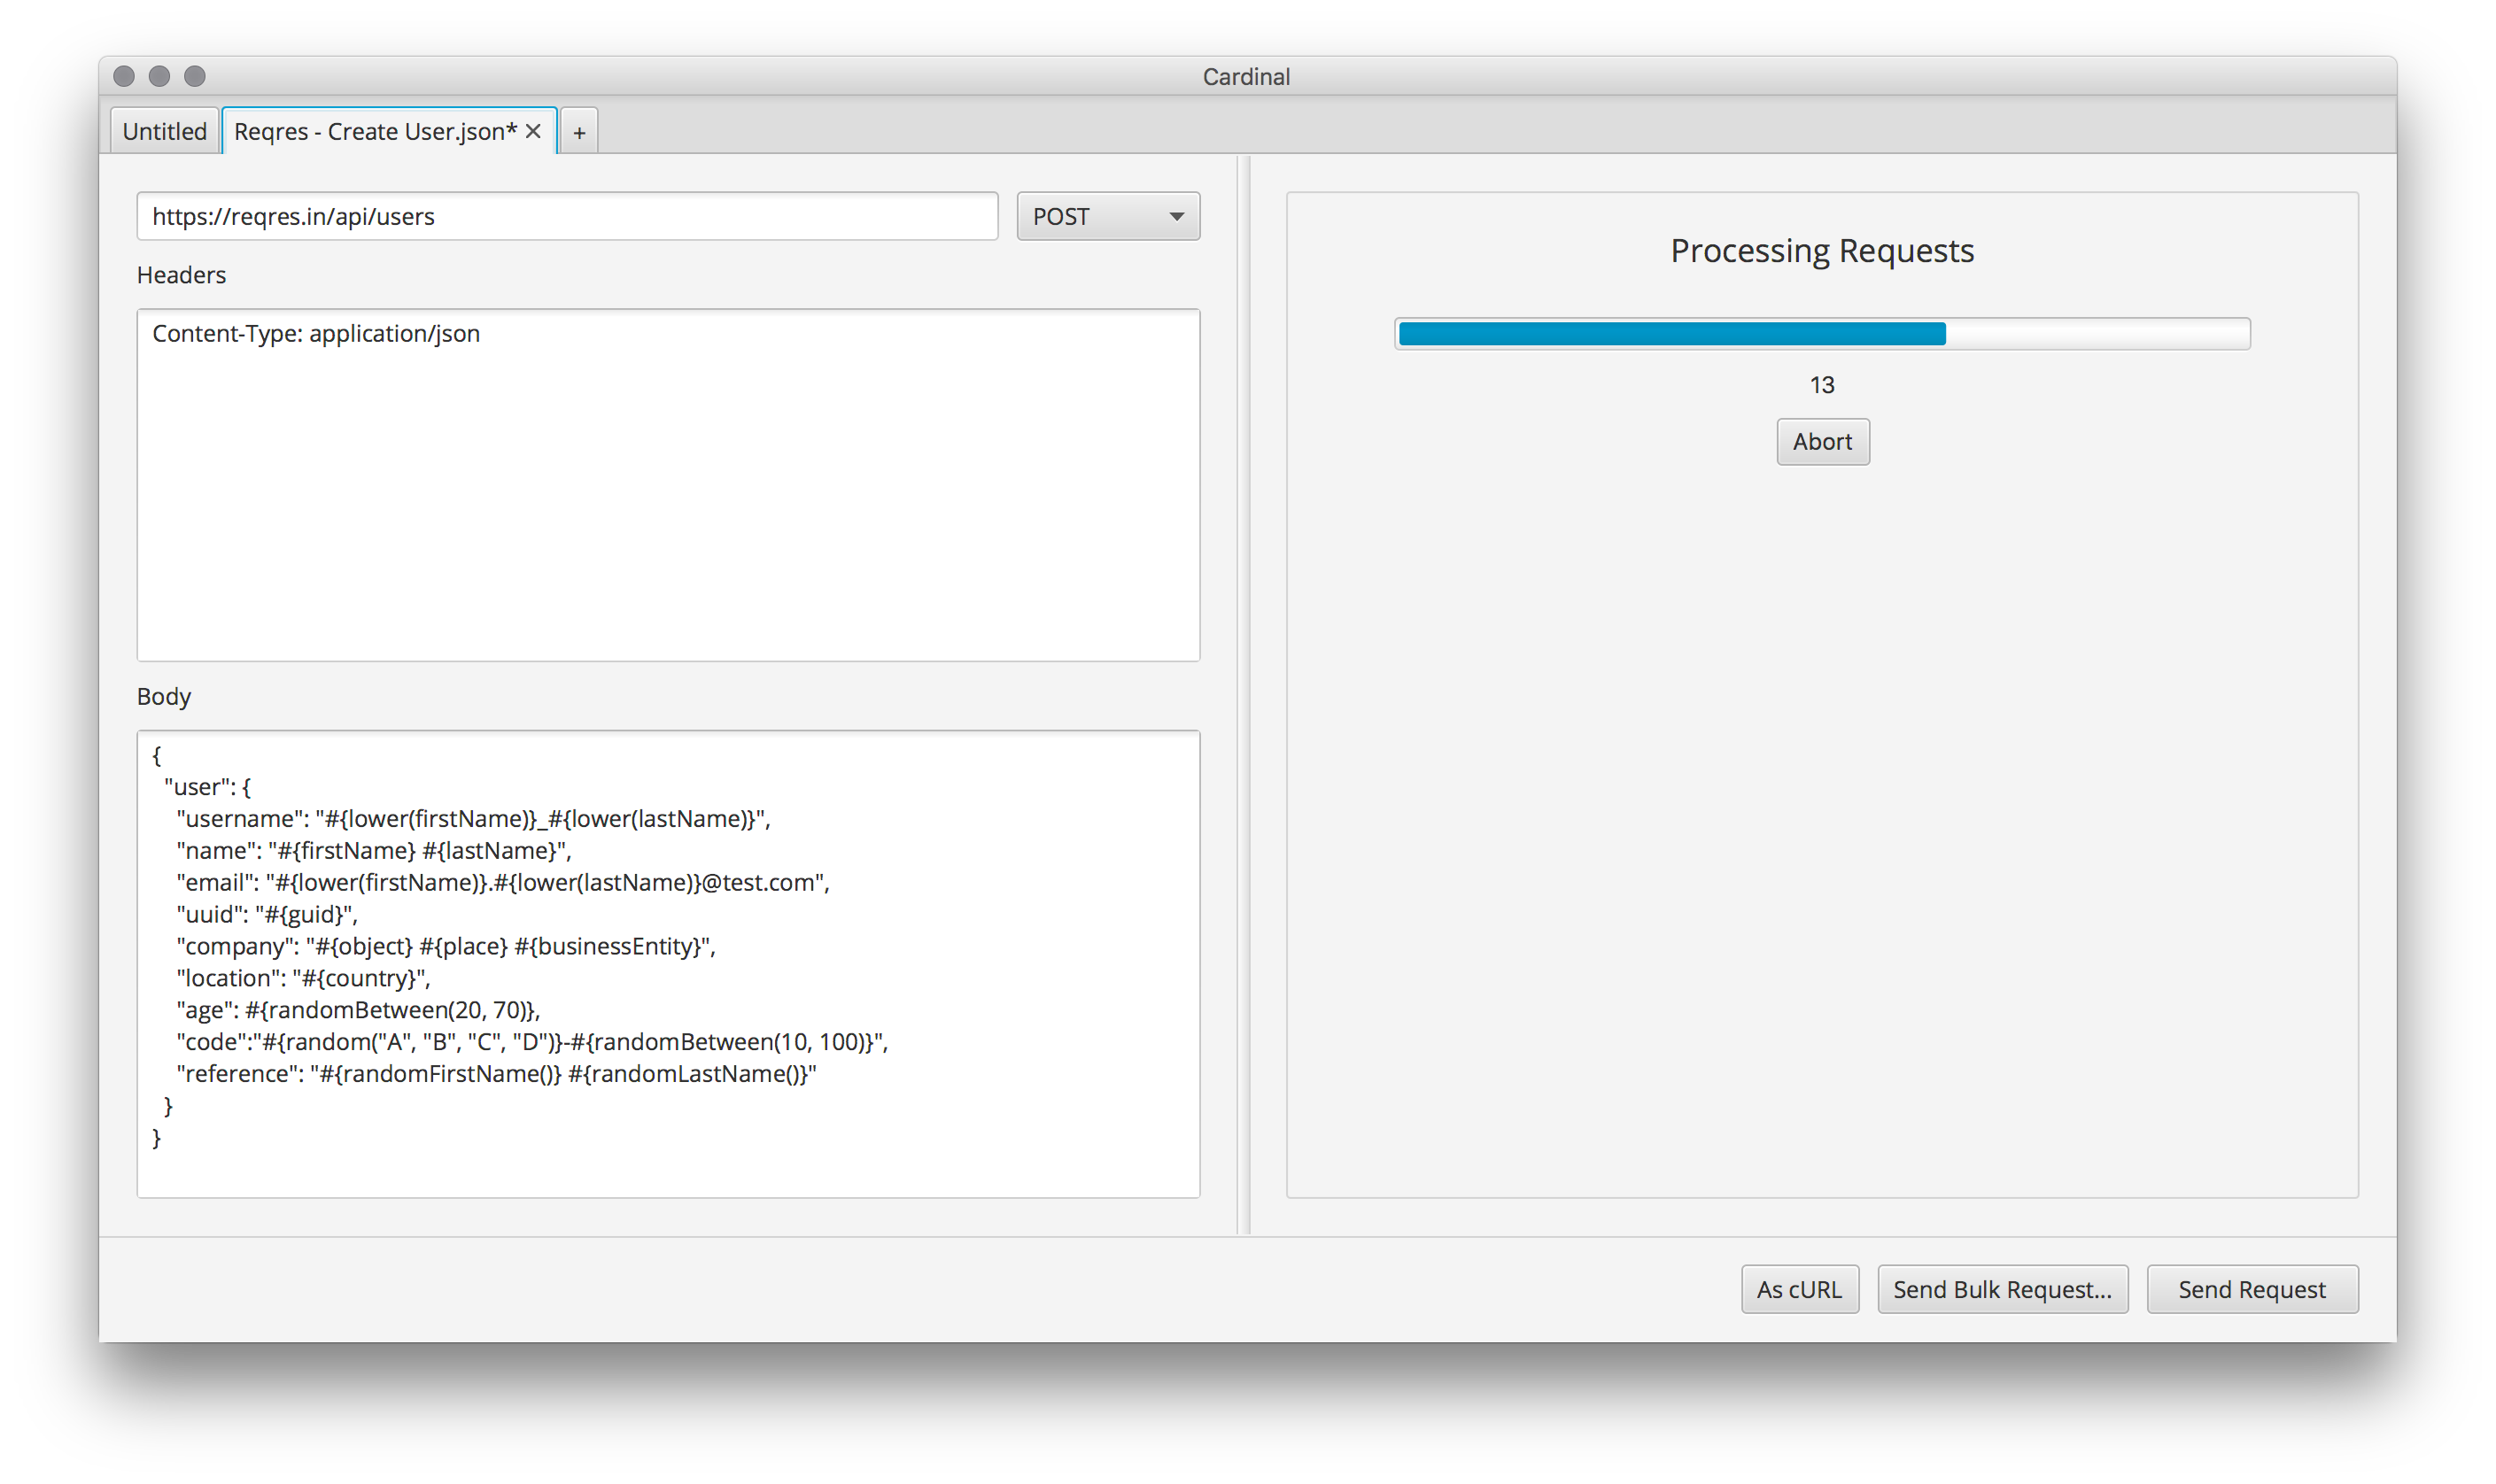 Cardinal
Untitled
Reqres - Create User.json*
+
https://reqres.in/api/users
POST
Headers
Content-Type: application/json
Body
{
"user": {
"username": "#{lower(firstName)}_#{lower(lastName)}",
"name": "#{firstName} #{lastName}",
"email": "#{lower(firstName)}.#{lower(lastName)}@test.com",
"uuid": "#{guid}",
"company": "#{object} #{place} #{businessEntity}",
"location": "#{country}",
"age": #{randomBetween(20, 70)},
"code":"#{random("A", "B", "C", "D")}-#{randomBetween(10, 100)}",
"reference": "#{randomFirstName()} #{randomLastName()}"
}
}
Processing Requests
13
Abort
As cURL
Send Bulk Request...
Send Request